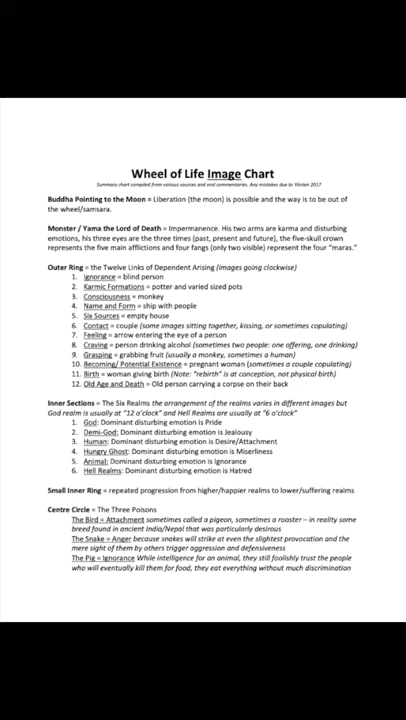 Wheel of Life Image Chart
Summary chart compiled from various sources and oral commentaries. Any mistakes due to Yönten 2017
Buddha Pointing to the Moon = Liberation (the moon) is possible and the way is to be out of
the wheel/samsara.
Monster / Yama the Lord of Death = Impermanence. His two arms are karma and disturbing
emotions, his three eyes are the three times (past, present and future), the five-skull crown
represents the five main afflictions and four fangs (only two visible) represent the four “maras.”
Outer Ring = the Twelve Links of Dependent Arising (images going clockwise)
1. Ignorance = blind person
2. Karmic Formations = potter and varied sized pots
3. Consciousness = monkey
4. Name and Form = ship with people
5. Six Sources = empty house
6. Contact = couple (some images sitting together, kissing, or sometimes copulating)
7. Feeling = arrow entering the eye of a person
8. Craving = person drinking alcohol (sometimes two people: one offering, one drinking)
9. Grasping = grabbing fruit (usually a monkey, sometimes a human)
10. Becoming/ Potential Existence = pregnant woman (sometimes a couple copulating)
11. Birth = woman giving birth (Note: “rebirth” is at conception, not physical birth)
12. Old Age and Death = Old person carrying a corpse on their back
Inner Sections = The Six Realms the arrangement of the realms varies in different images but
God realm is usually at “12 o’clock” and Hell Realms are usually at “6 o’clock”
1. God: Dominant disturbing emotion is Pride
2. Demi-God: Dominant disturbing emotion is Jealousy
3. Human: Dominant disturbing emotion is Desire/Attachment
4. Hungry Ghost: Dominant disturbing emotion is Miserliness
5. Animal: Dominant disturbing emotion is Ignorance
6. Hell Realms: Dominant disturbing emotion is Hatred
Small Inner Ring = repeated progression from higher/happier realms to lower/suffering realms
Centre Circle = The Three Poisons
The Bird = Attachment sometimes called a pigeon, sometimes a rooster – in reality some
breed found in ancient India/Nepal that was particularly desirous
The Snake = Anger because snakes will strike at even the slightest provocation and the
mere sight of them by others trigger aggression and defensiveness
The Pig = Ignorance While intelligence for an animal, they still foolishly trust the people
who will eventually kill them for food, they eat everything without much discrimination